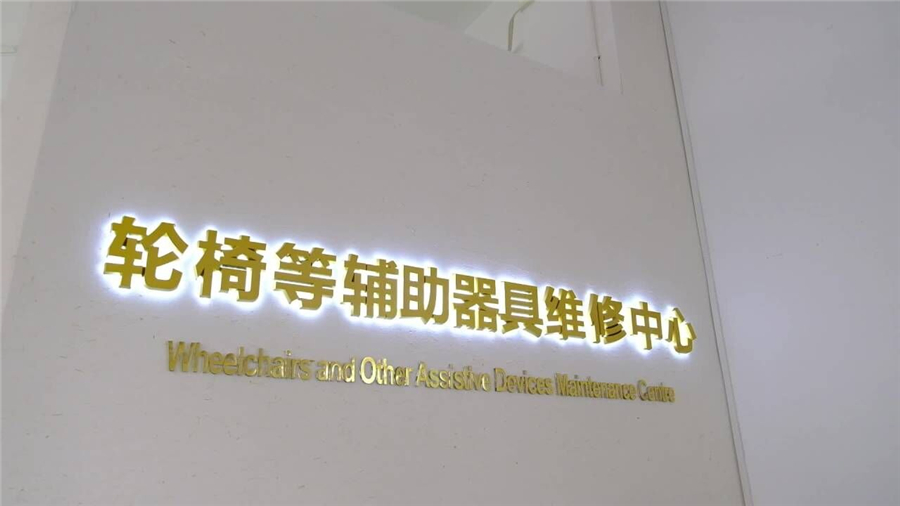 轮椅等辅助器具维修中心
Wheelchairs and Other Assistive Devices Maintenance Centre